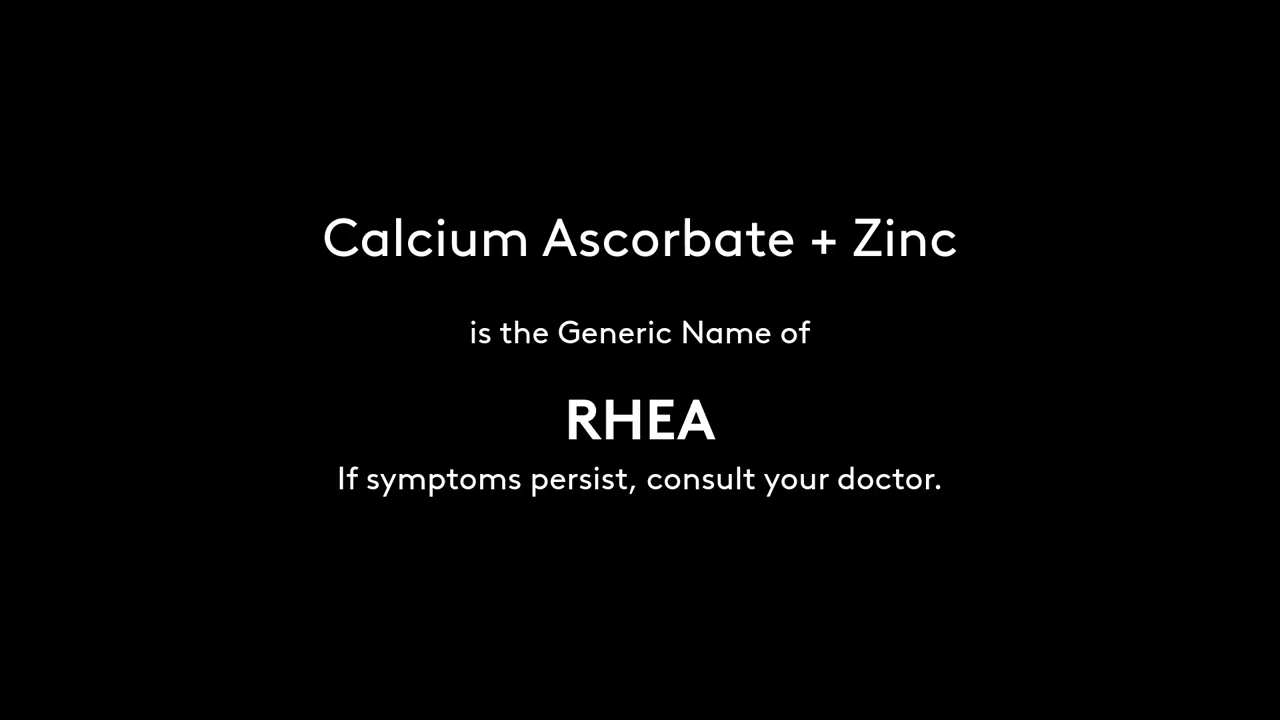 Calcium Ascorbate + Zinc
is the Generic Name of
RHEA
If symptoms persist, consult your doctor.